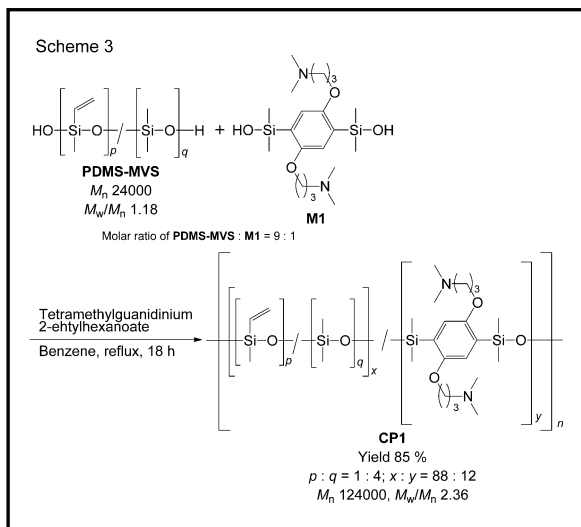 Scheme 3
N
3
O
HO Si O / Si O H + HO Si SiOH
p q
O
3
N
PDMS-MVS
Mn 24000
Mw/Mn 1.18
M1
Molar ratio of PDMS-MVS : M1 = 9 : 1
Tetramethylguanidinium
2-ehtylhexanoate
Benzene, reflux, 18 h
N
3
O
Si O / Si O / Si Si O
p q x
O
3
N
y n
CP1
Yield 85 %
p : q = 1 : 4; x : y = 88 : 12
Mn 124000, Mw/Mn 2.36